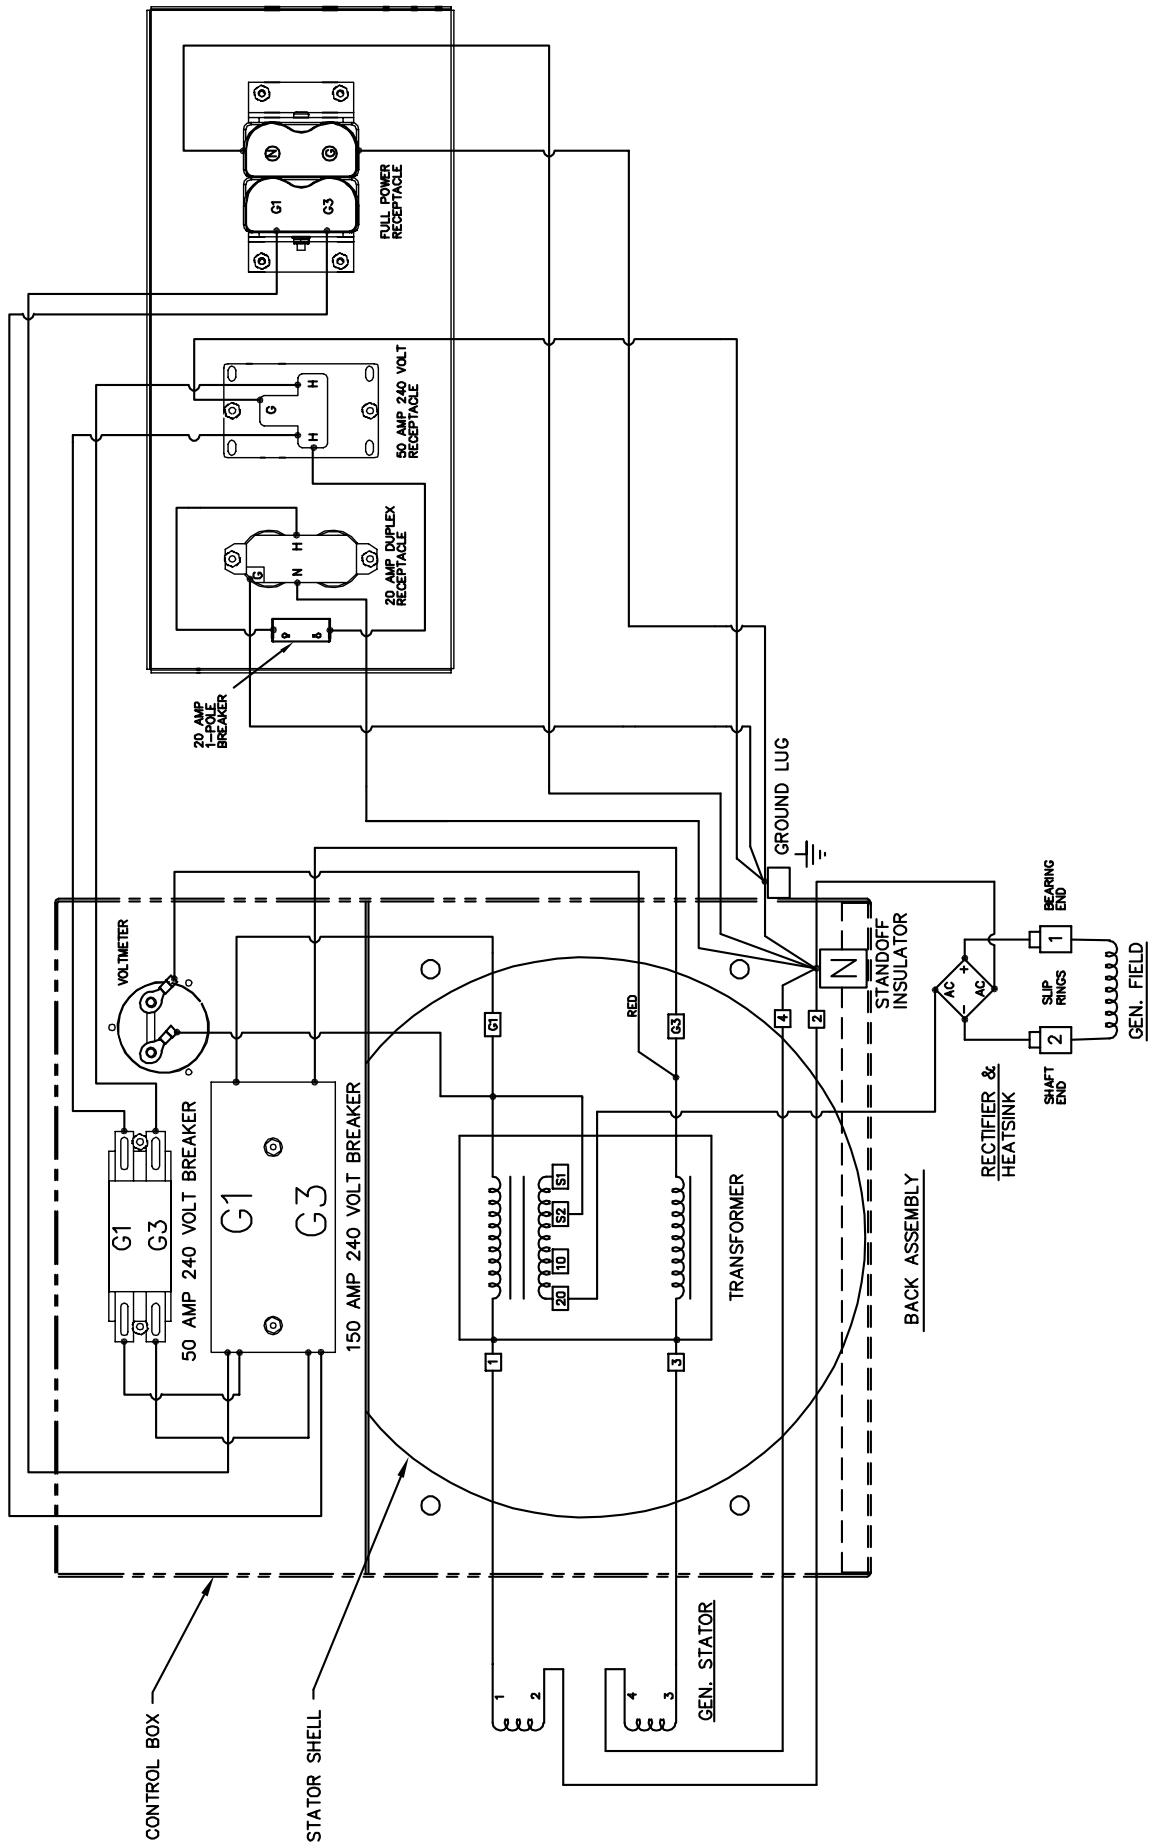 CONTROL BOX
STATOR SHELL
GEN. STATOR
1
2
4
3
VOLTMETER
G1
G3
50 AMP 240 VOLT BREAKER
G1
G3
150 AMP 240 VOLT BREAKER
G1
G3
RED
4
2
1
3
20
10
S2
S1
TRANSFORMER
BACK ASSEMBLY
N
STANDOFF
INSULATOR
GROUND LUG
RECTIFIER &
HEATSINK
AC
AC
+
-
SHAFT
END
2
SLIP
RINGS
1
BEARING
END
GEN. FIELD
20 AMP
1-POLE
BREAKER
G
N
H
20 AMP DUPLEX
RECEPTACLE
G
H
H
50 AMP 240 VOLT
RECEPTACLE
G1
G3
N
G
FULL POWER
RECEPTACLE